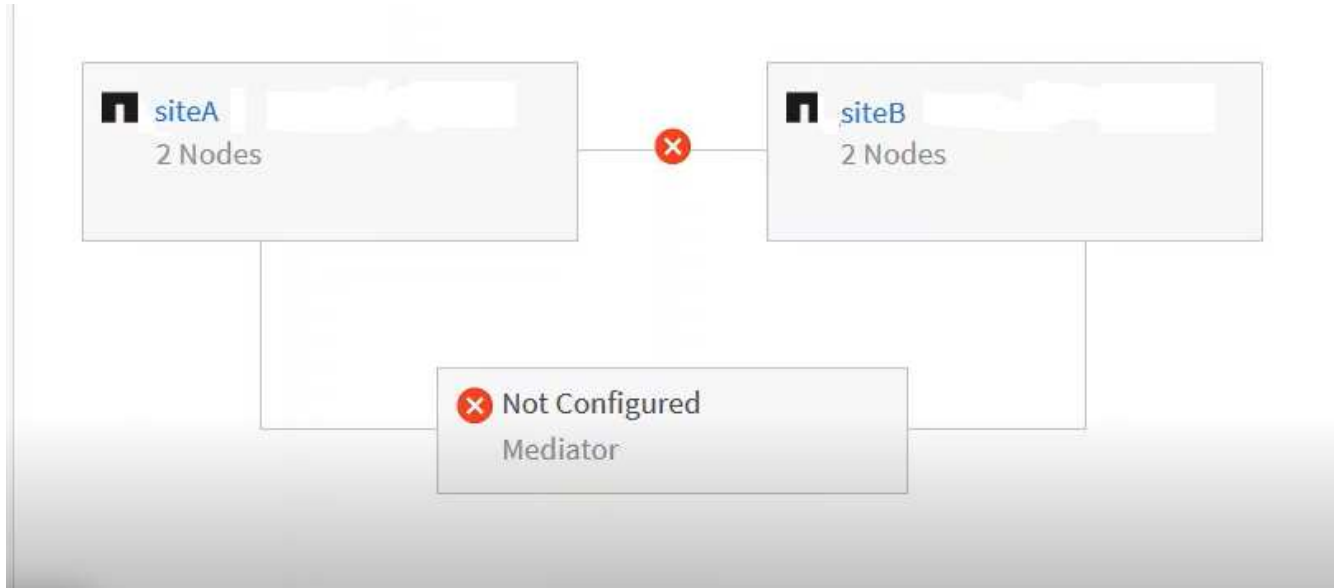 siteA
2 Nodes
siteB
2 Nodes
Not Configured
Mediator